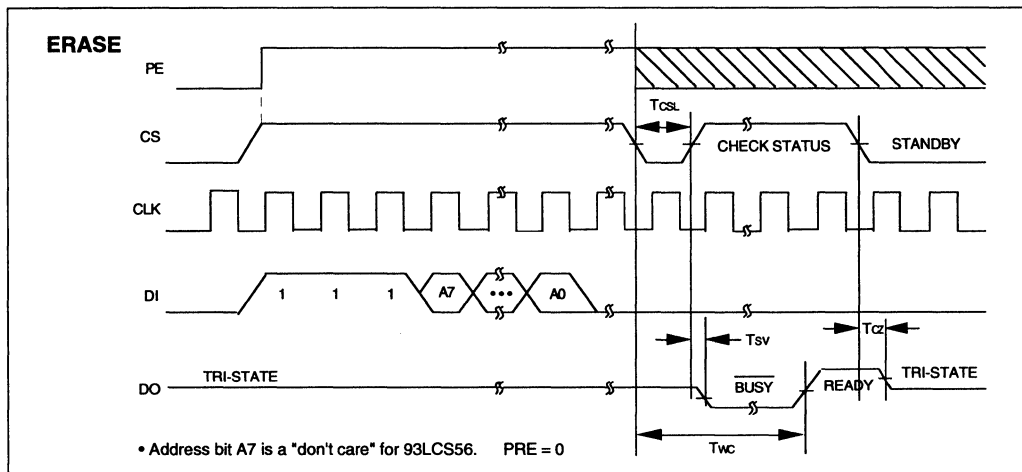 ERASE
PE
TCSL
CS
CHECK STATUS
STANDBY
CLK
DI
1 1 1 A7 ••• A0
TSV
TCZ
DO
TRI-STATE
BUSY
READY
TRI-STATE
TWC
• Address bit A7 is a "don't care" for 93LCS56. PRE = 0